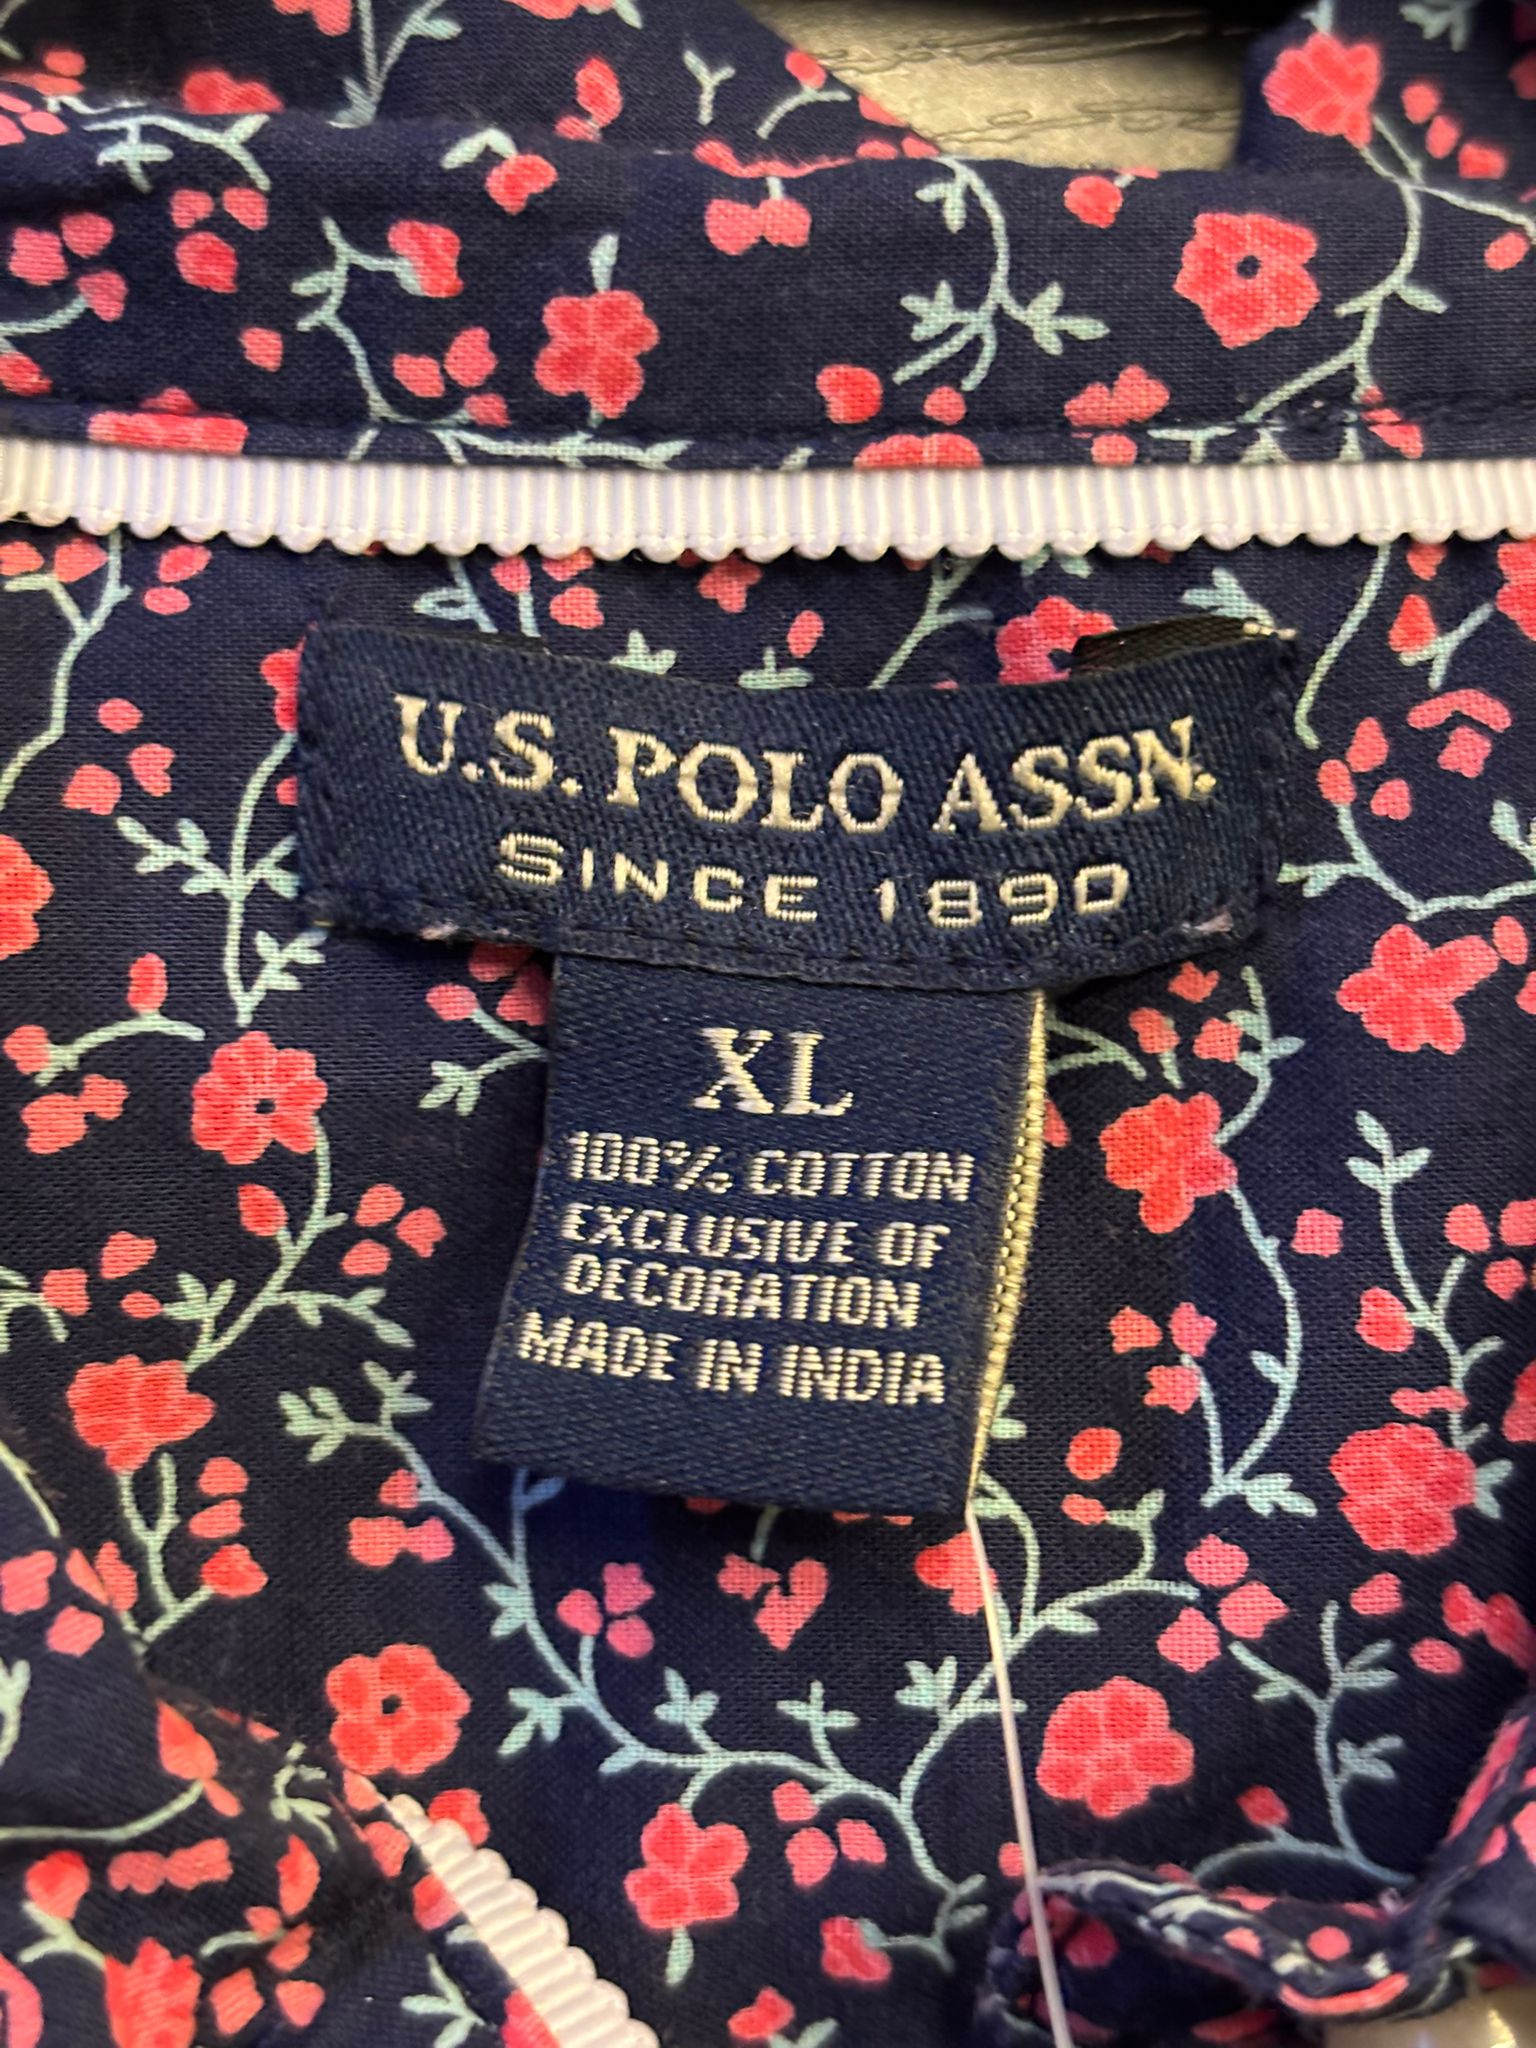 U.S. POLO ASSN.
SINCE 1890
XL
100% COTTON
EXCLUSIVE OF
DECORATION
MADE IN INDIA